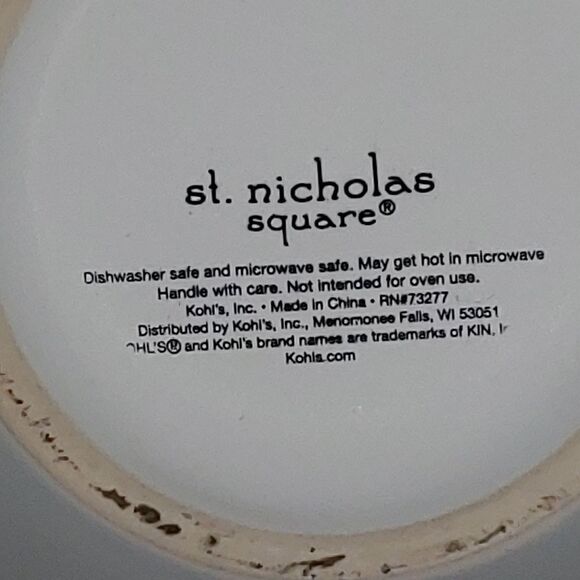 st. nicholas
square®
Dishwasher safe and microwave safe. May get hot in microwave
Handle with care. Not intended for oven use.
Kohl's, Inc. • Made in China • RN#73277
Distributed by Kohl's, Inc., Menomonee Falls, WI 53051
OHL'S® and Kohl's brand names are trademarks of KIN, I
Kohls.com